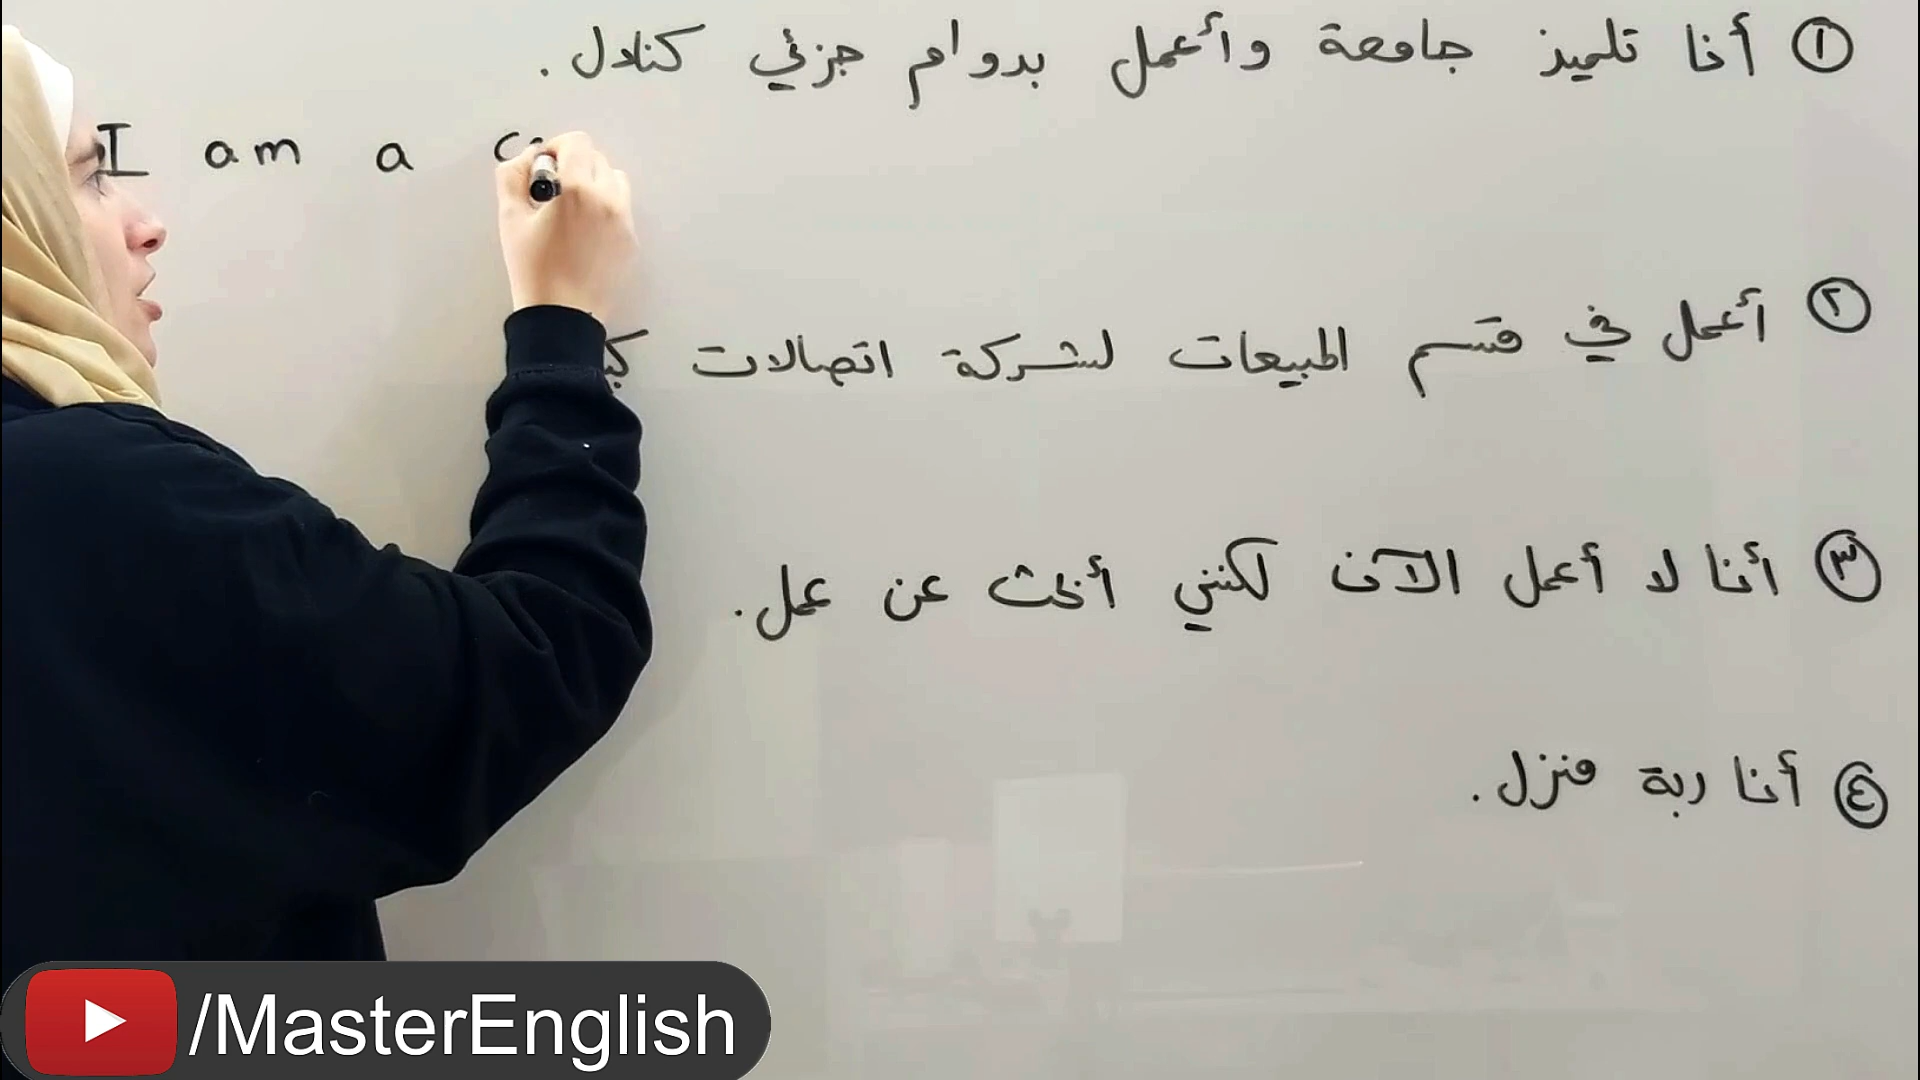 ① أنا تلميذ جامعة وأعمل بدوام جزئي كنادل.
I am a
② أعمل في قسم المبيعات لشركة اتصالات
③ أنا لا أعمل الآن لكنني أبحث عن عمل.
④ أنا ربة منزل.
/MasterEnglish